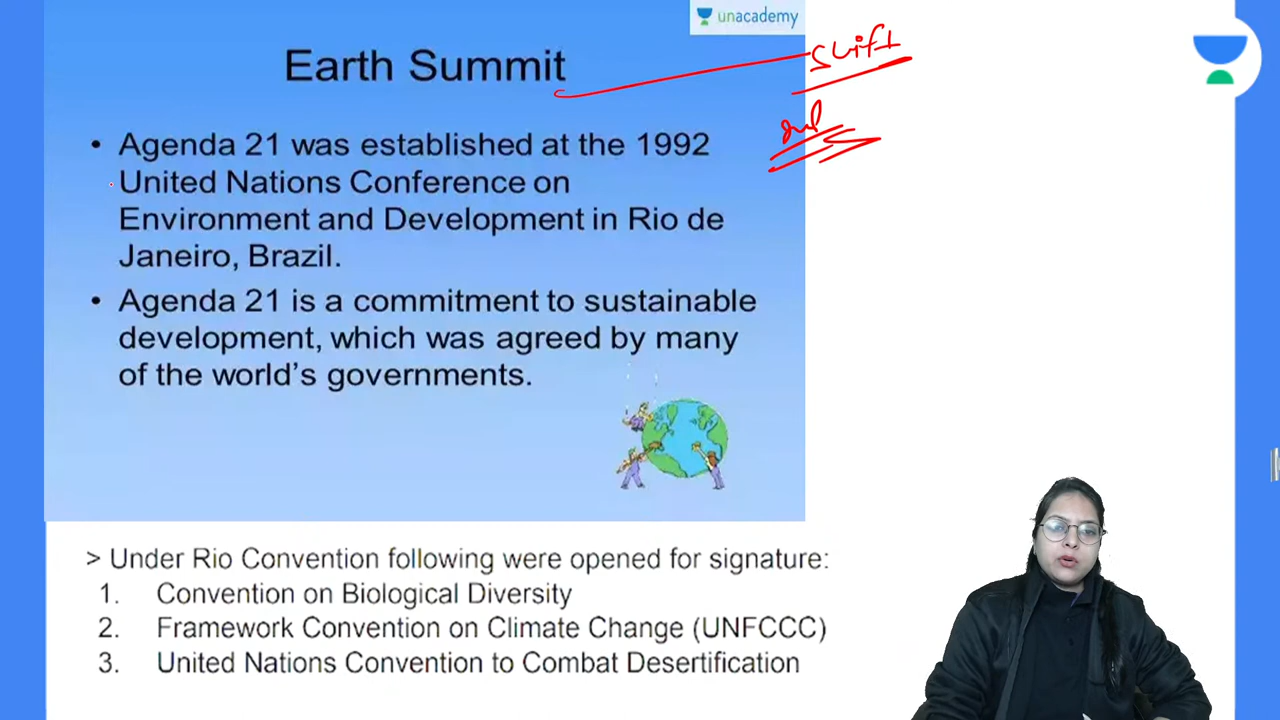 unacademy
Earth Summit
shift
• Agenda 21 was established at the 1992
United Nations Conference on
Environment and Development in Rio de
Janeiro, Brazil.
• Agenda 21 is a commitment to sustainable
development, which was agreed by many
of the world's governments.
> Under Rio Convention following were opened for signature:
1. Convention on Biological Diversity
2. Framework Convention on Climate Change (UNFCCC)
3. United Nations Convention to Combat Desertification